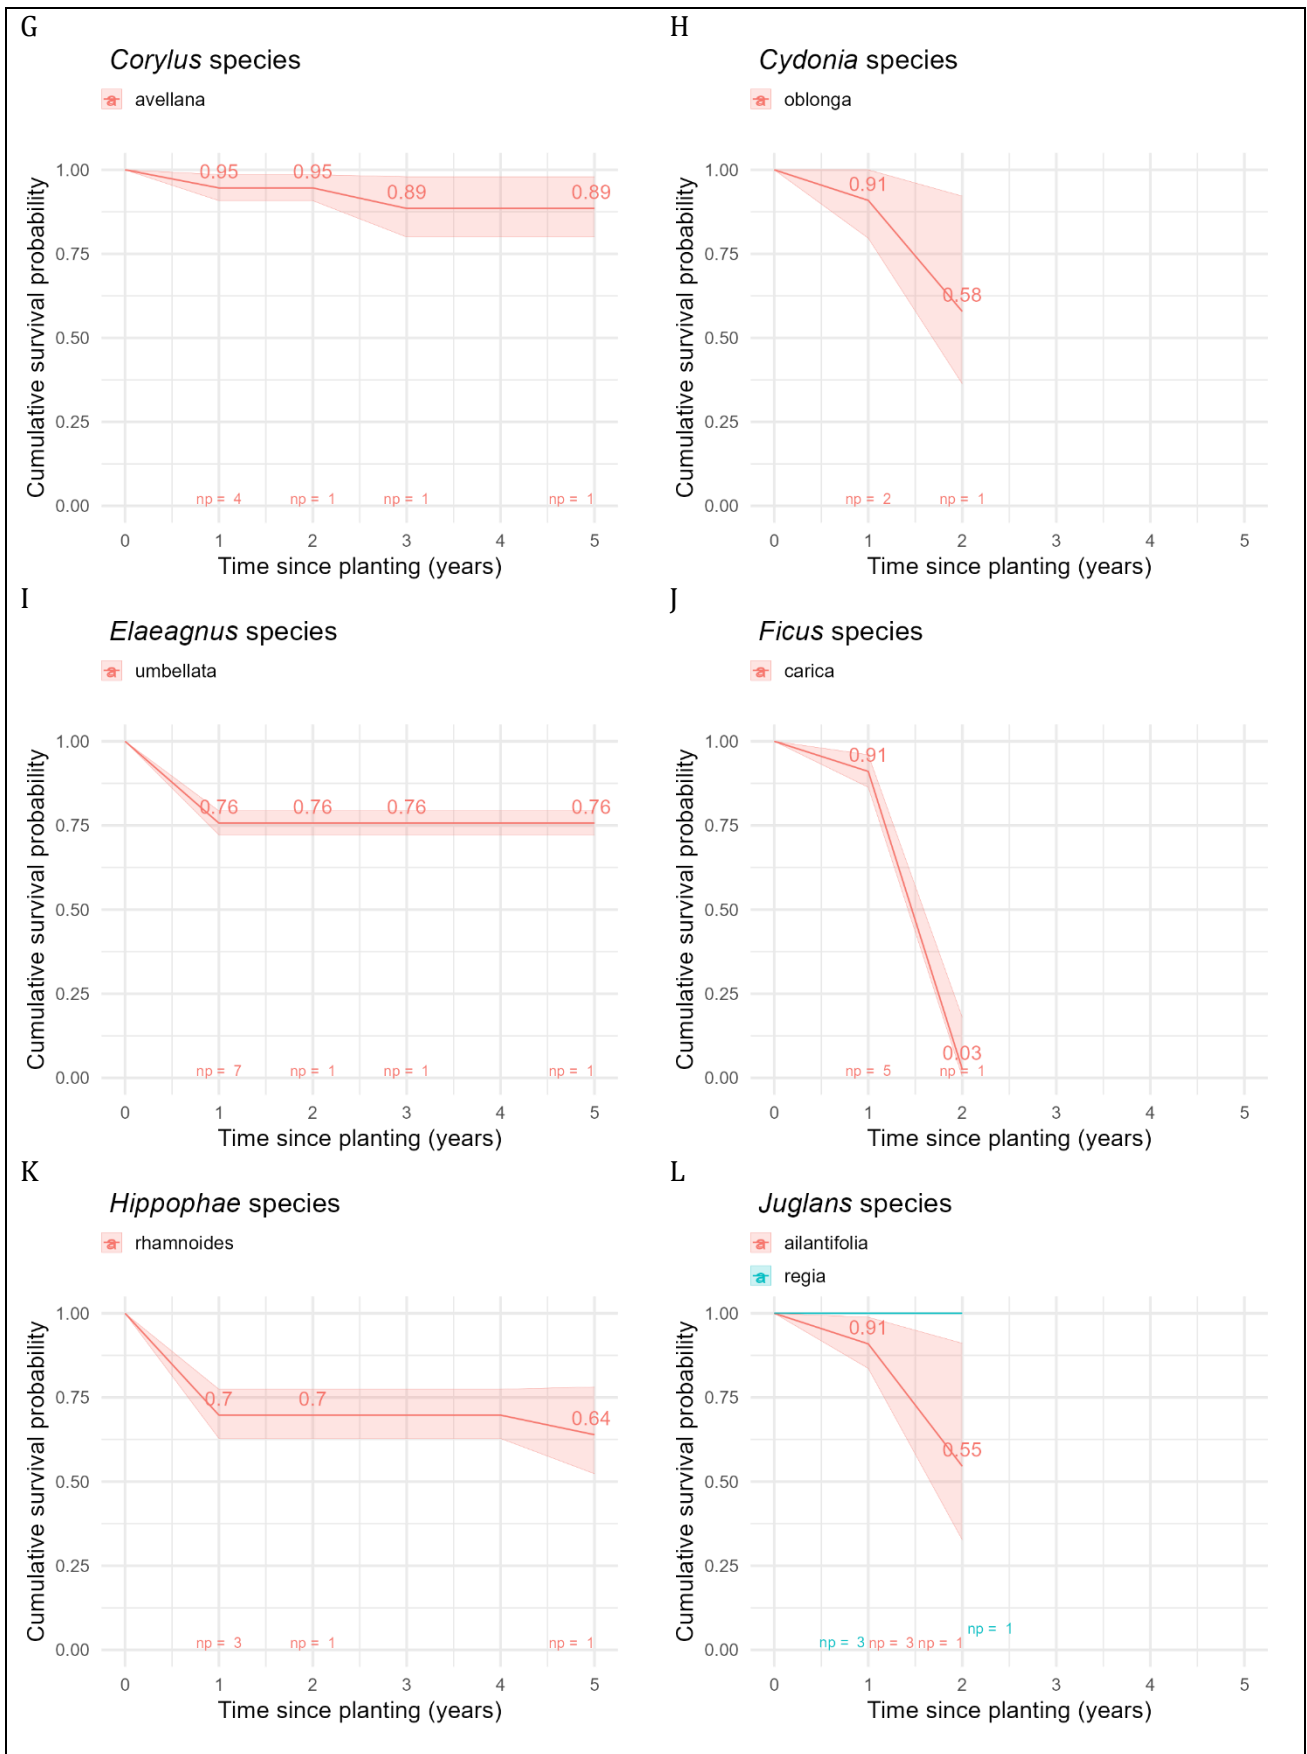 G
Corylus species
a avellana
Cumulative survival probability
1.00
0.75
0.50
0.25
0.00
0.95 0.95 0.89 0.89
np = 4 np = 1 np = 1 np = 1
0 1 2 3 4 5
Time since planting (years)
H
Cydonia species
a oblonga
Cumulative survival probability
1.00
0.75
0.50
0.25
0.00
0.91 0.58
np = 2 np = 1
0 1 2 3 4 5
Time since planting (years)
I
Elaeagnus species
a umbellata
Cumulative survival probability
1.00
0.75
0.50
0.25
0.00
0.76 0.76 0.76 0.76
np = 7 np = 1 np = 1 np = 1
0 1 2 3 4 5
Time since planting (years)
J
Ficus species
a carica
Cumulative survival probability
1.00
0.75
0.50
0.25
0.00
0.91 0.03
np = 5 np = 1
0 1 2 3 4 5
Time since planting (years)
K
Hippophae species
a rhamnoides
Cumulative survival probability
1.00
0.75
0.50
0.25
0.00
0.7 0.7 0.64
np = 3 np = 1 np = 1
0 1 2 3 4 5
Time since planting (years)
L
Juglans species
a ailantifolia
a regia
Cumulative survival probability
1.00
0.75
0.50
0.25
0.00
0.91 0.55
np = 1
np = 3 np = 3 np = 1
0 1 2 3 4 5
Time since planting (years)